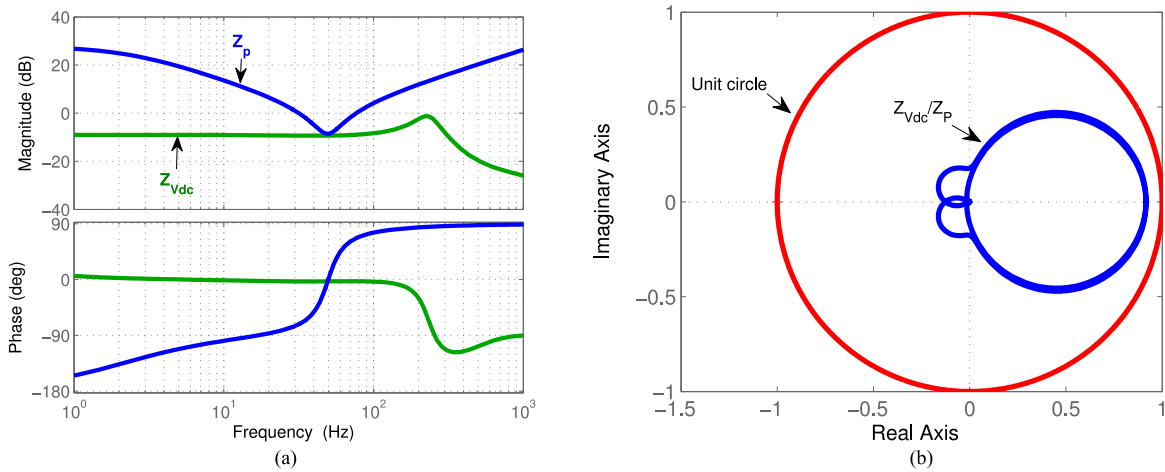 40
20
0
−20
−40
Magnitude (dB)
Z_p
Z_Vdc
90
0
−90
−180
Phase (deg)
10^0
10^1
10^2
10^3
Frequency (Hz)
(a)
1
0.5
0
−0.5
−1
Imaginary Axis
Unit circle
Z_Vdc/Z_P
−1.5
−1
−0.5
0
0.5
1
Real Axis
(b)